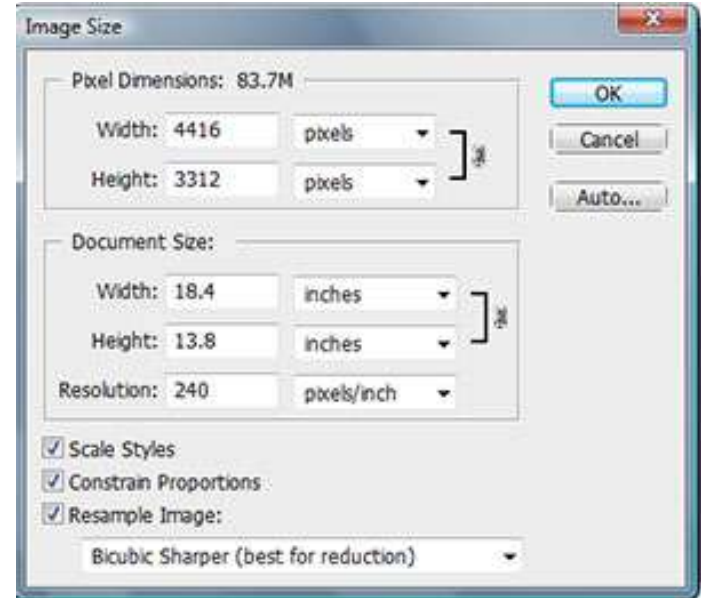 Image Size
Pixel Dimensions: 83.7M
Width: 4416 pixels
Height: 3312 pixels
OK
Cancel
Auto...
Document Size:
Width: 18.4 inches
Height: 13.8 inches
Resolution: 240 pixels/inch
Scale Styles
Constrain Proportions
Resample Image:
Bicubic Sharper (best for reduction)